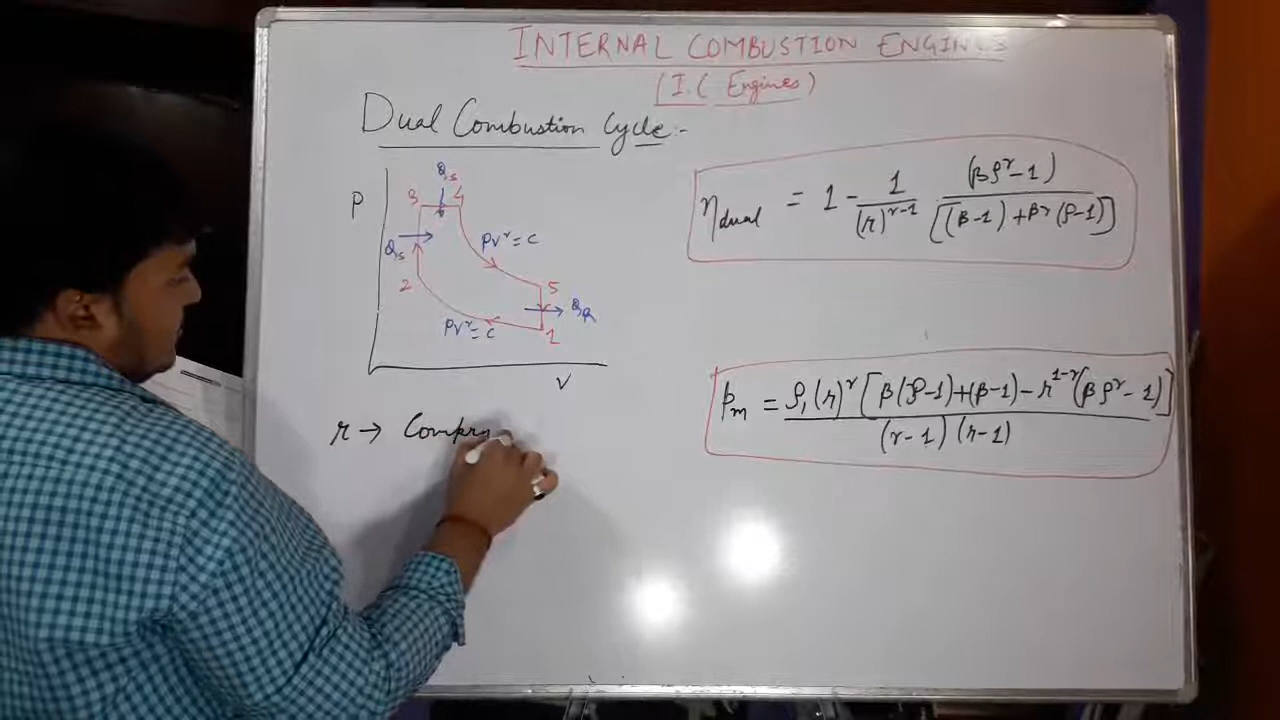 INTERNAL COMBUSTION ENGINES
(I.C Engines)
Dual Combustion Cycle:-
P
Qs
3 4
Qs
PVᵞ=C
2
5
QR
PVᵞ=C
1
V
ηdual = 1 - 1/(r)ᵞ⁻¹ (βρᵞ-1)/[(β-1)+βγ(ρ-1)]
r → Compr
pm = P₁(r)ᵞ[β(ρ-1)+(β-1)-r¹⁻ᵞ(βρᵞ-1)]/(γ-1)(r-1)